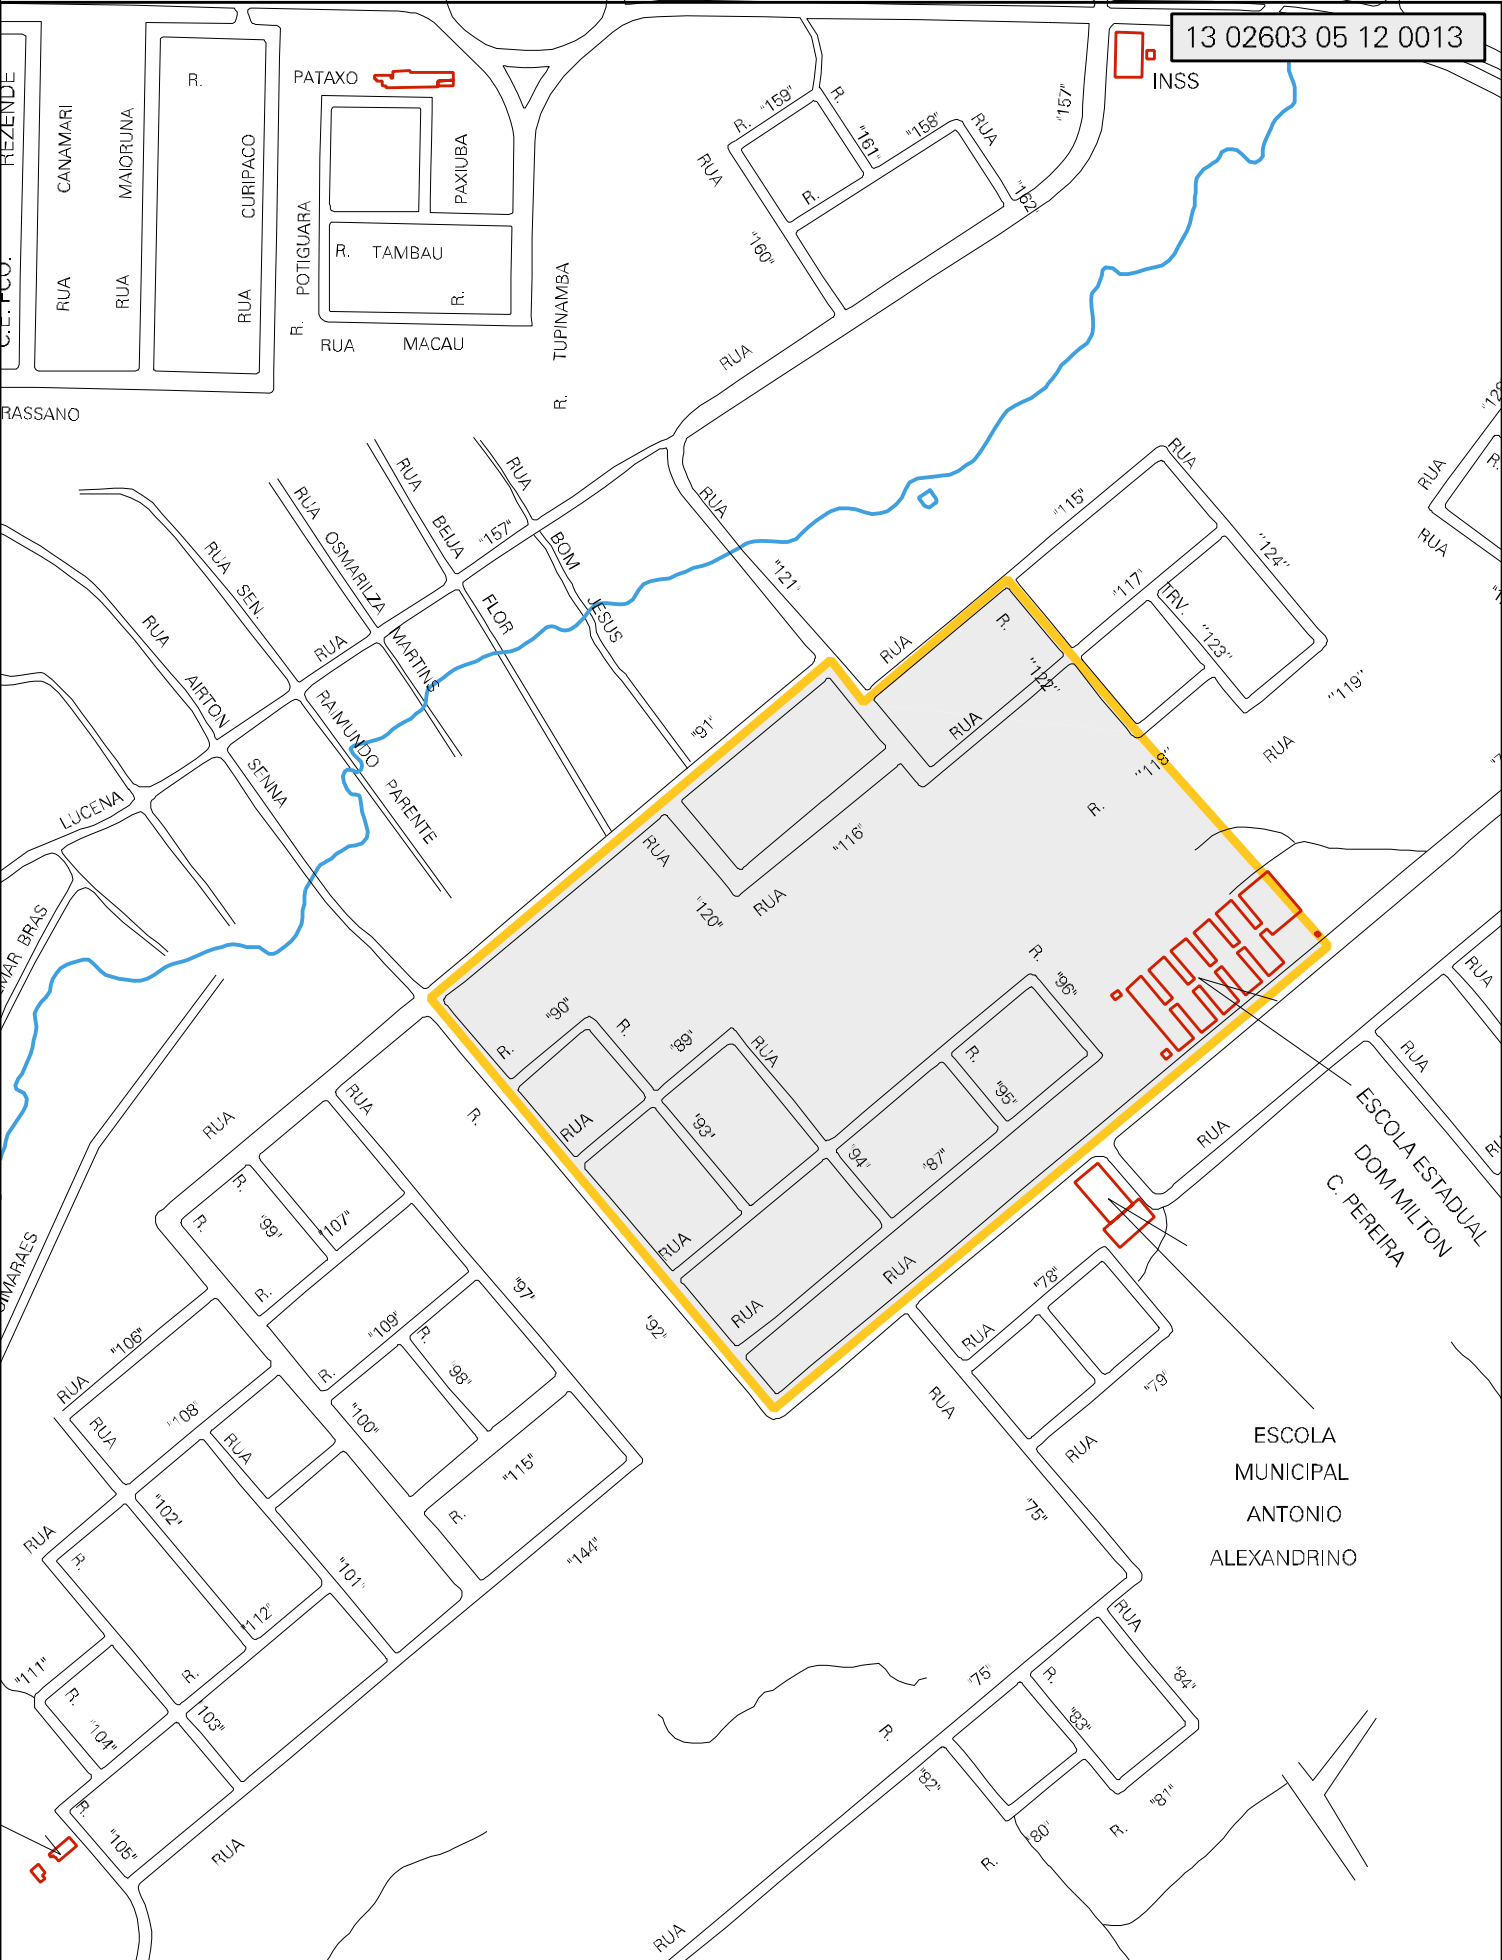 13 02603 05 12 0013
INSS
REZENDE
CANAMARI
MAIORUNA
R.
CURIPACO
PATAXO
PAXIUBA
POTIGUARA
R.
R. TAMBAU
R.
RUA
RUA
RUA
RUA MACAU
R. TUPINAMBA
RASSANO
R. "159"
R.
"161"
"158"
RUA
"162"
RUA
"160"
R.
"157"
RUA
RUA
"121"
RUA BOM JESUS
RUA BEIJA FLOR
RUA OSMARILZA MARTINS
RUA SEN. RAIMUNDO PARENTE
RUA AIRTON SENNA
RUA "157"
LUCENA
MAR BRAS
"115"
RUA
"124"
"117"
TRV. "123"
"119"
RUA
RUA
RUA
R.
RUA
R.
"122"
RUA
"118"
R.
"91"
RUA
"120"
RUA
"116"
R.
"96"
"90"
R.
R.
"89"
RUA
RUA
"93"
R.
"95"
"94"
"87"
RUA
RUA
RUA
R.
"92"
RUA
RUA
RUA
RUA
ESCOLA ESTADUAL
DOM MILTON
C. PEREIRA
RUA
RUA
R.
R.
"99"
"107"
R.
"97"
"106"
RUA
"109"
R.
R.
"98"
RUA
"108"
RUA
"100"
"115"
R.
"102"
RUA
R.
"101"
"112"
"144"
"111"
R.
R.
"104"
"103"
R.
"105"
RUA
"78"
RUA
"79"
RUA
RUA
"75"
ESCOLA
MUNICIPAL
ANTONIO
ALEXANDRINO
RUA
"84"
"75"
R.
"83"
R.
"82"
"81"
R.
"80"
R.
RUA